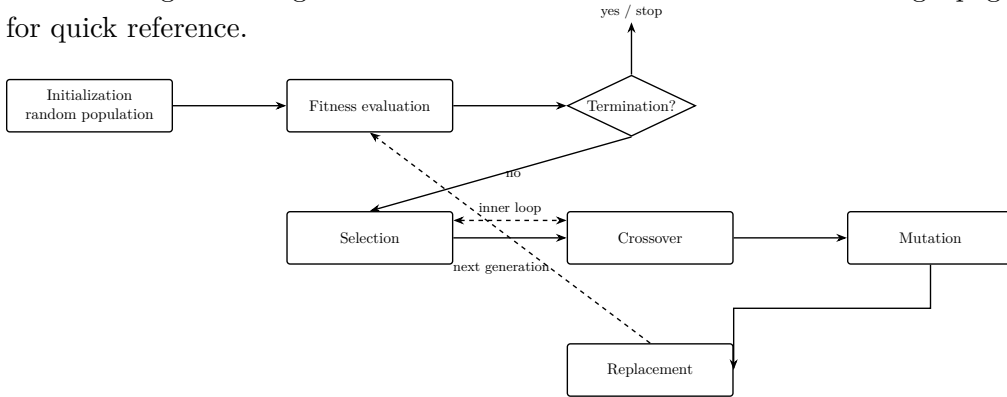 for quick reference.
yes / stop
Initialization
random population
Fitness evaluation
Termination?
no
inner loop
Selection
Crossover
Mutation
next generation
Replacement